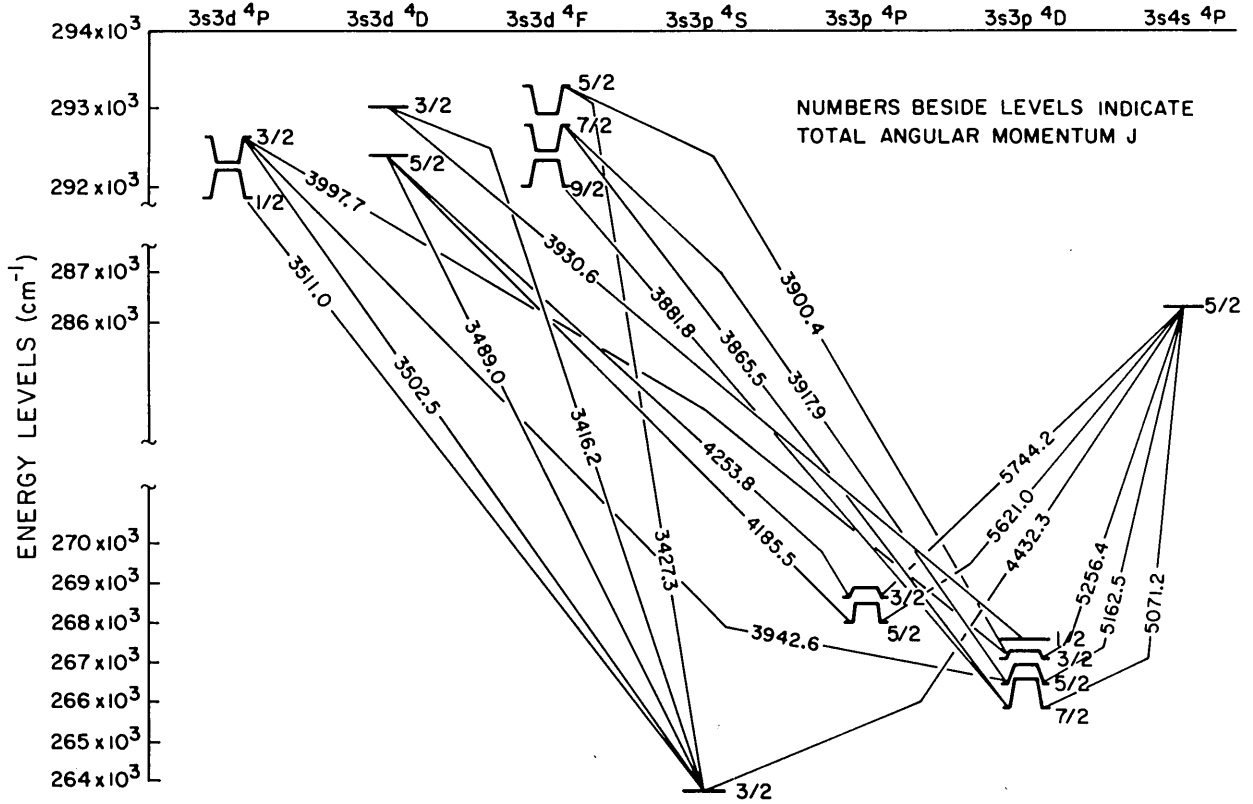 3s3d ⁴P 3s3d ⁴D 3s3d ⁴F 3s3p ⁴S 3s3p ⁴P 3s3p ⁴D 3s4s ⁴P
294x10³
293x10³
292x10³
287x10³
286x10³
270x10³
269x10³
268x10³
267x10³
266x10³
265x10³
264x10³
ENERGY LEVELS (cm⁻¹)
NUMBERS BESIDE LEVELS INDICATE
TOTAL ANGULAR MOMENTUM J
3/2
1/2
3/2
5/2
5/2
7/2
9/2
5/2
3/2
5/2
1/2
3/2
5/2
7/2
3/2
3997.7
3511.0
3502.5
3489.0
3930.6
3416.2
3427.3
3881.8
3865.5
3917.9
3900.4
4253.8
4185.5
3942.6
5744.2
5621.0
4432.3
5256.4
5162.5
5071.2